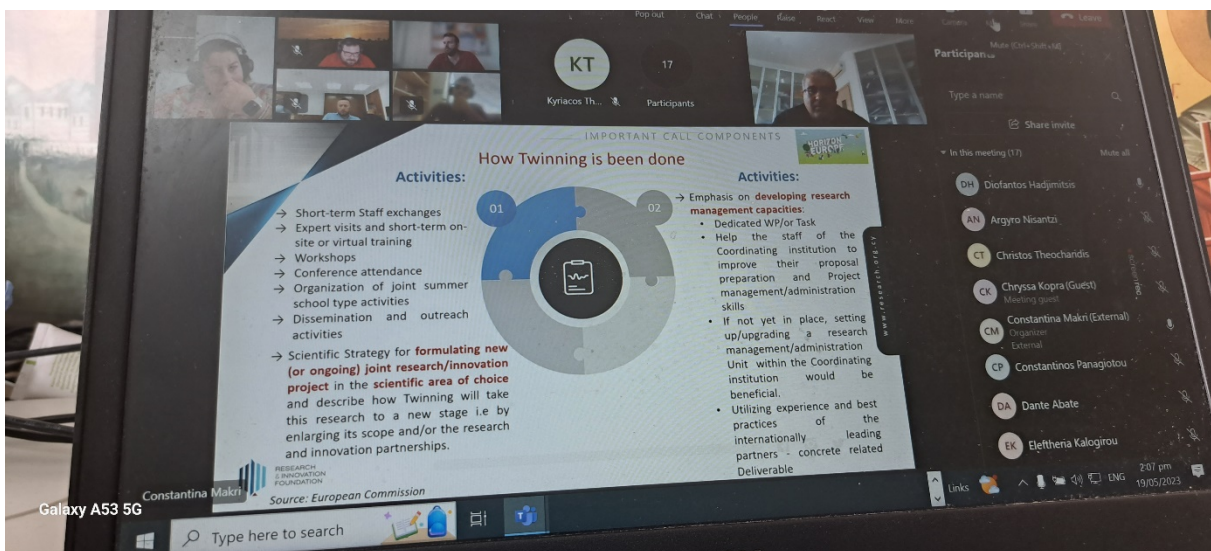 Pop out
Chat
People
Raise
React
View
More
Leave
Mute (Ctrl+Shift+M)
KT
17
Kyriacos Th...
Participants
Type a name
Share invite
In this meeting (17)
Mute all
DH Diofantos Hadjimitsis
AN Argyro Nisantzi
CT Christos Theocharidis
CK Chryssa Kopra (Guest)
Meeting guest
CM Constantina Makri (External)
Organizer
External
CP Constantinos Panagiotou
DA Dante Abate
EK Eleftheria Kalogirou
IMPORTANT CALL COMPONENTS
HORIZON
EUROPE
How Twinning is been done
Activities:
01
→ Short-term Staff exchanges
→ Expert visits and short-term on-
site or virtual training
→ Workshops
→ Conference attendance
→ Organization of joint summer
school type activities
→ Dissemination and outreach
activities
→ Scientific Strategy for formulating new
(or ongoing) joint research/innovation
project in the scientific area of choice
and describe how Twinning will take
this research to a new stage i.e by
enlarging its scope and/or the research
and innovation partnerships.
02
Activities:
→ Emphasis on developing research
management capacities:
• Dedicated WP/or Task
• Help the staff of the
Coordinating institution to
improve their proposal
preparation and Project
management/administration
skills
• If not yet in place, setting
up/upgrading a research
management/administration
Unit within the Coordinating
institution would be
beneficial.
• Utilizing experience and best
practices of the
internationally leading
partners - concrete related
Deliverable
www.research.org.cy
RESEARCH
& INNOVATION
FOUNDATION
Constantina Makri
Source: European Commission
Galaxy A53 5G
Type here to search
Links
ENG
2:07 pm
19/05/2023